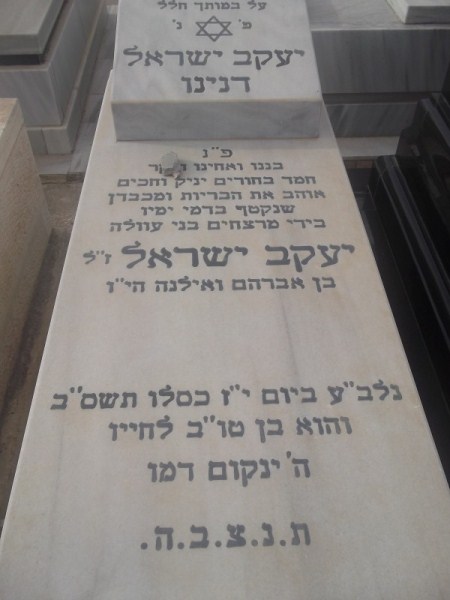 על במותך חלל
פ' נ'
יעקב ישראל
דנינו
פ"נ
בננו ואחינו
חמד בחורים יניק וחכים
אוהב את הבריות ומכבדן
שנקטף בדמי ימיו
בידי מרצחים בני עוולה
יעקב ישראל ז"ל
בן אברהם ואילנה הי"ו
נלב"ע ביום י"ז כסלו תשס"ב
והוא בן טו"ב לחייו
ה' ינקום דמו
ת.נ.צ.ב.ה.